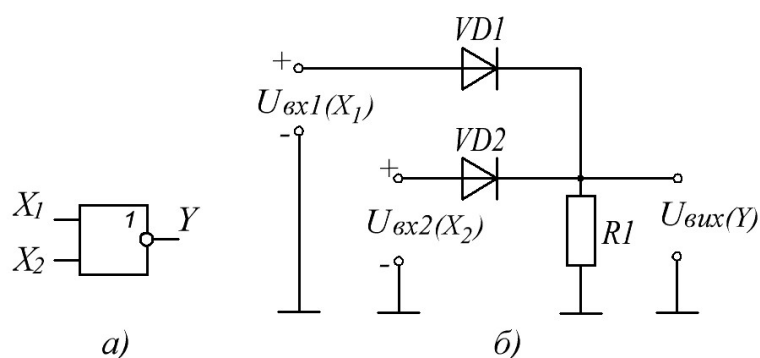 VD1
+
Uвх1(X1)
-
VD2
+
Uвх2(X2)
-
R1
Uвих(Y)
X1
1
Y
X2
а)
б)